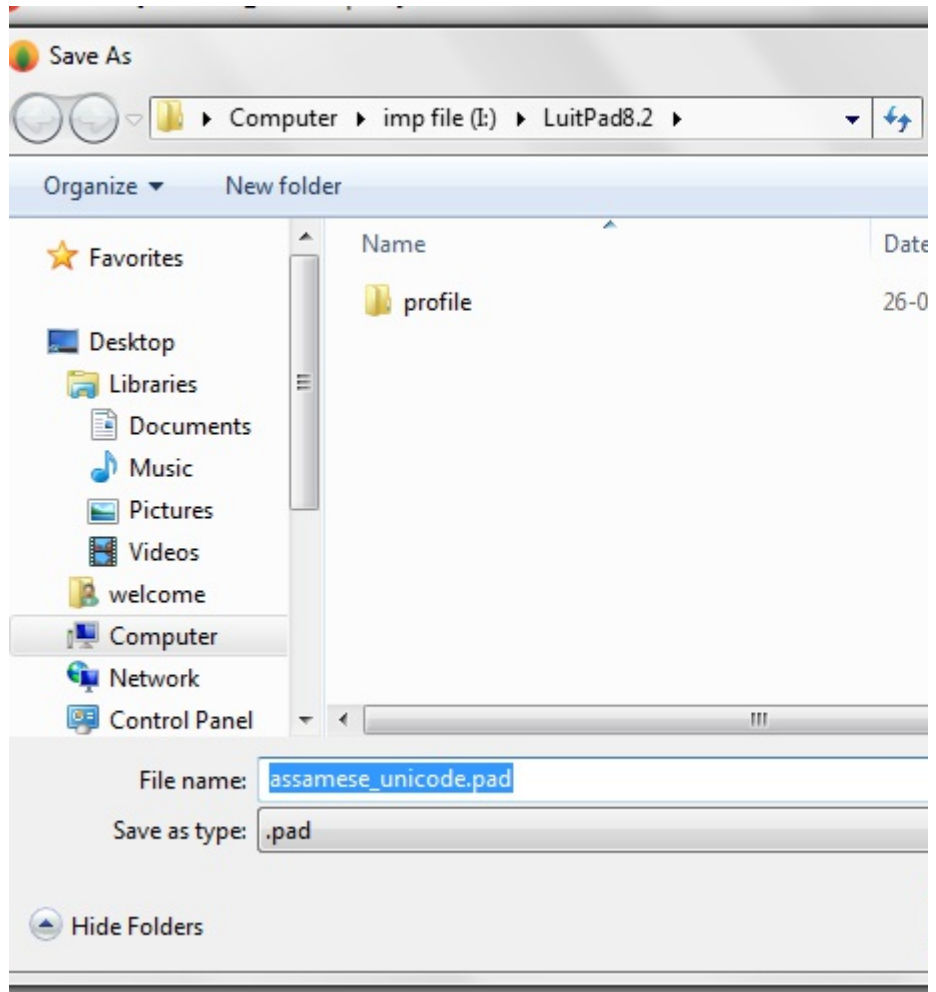 Save As
Computer imp file (I:) LuitPad8.2
Organize New folder
Name Date
Favorites
profile 26-0
Desktop
Libraries
Documents
Music
Pictures
Videos
welcome
Computer
Network
Control Panel
File name: assamese_unicode.pad
Save as type: .pad
Hide Folders